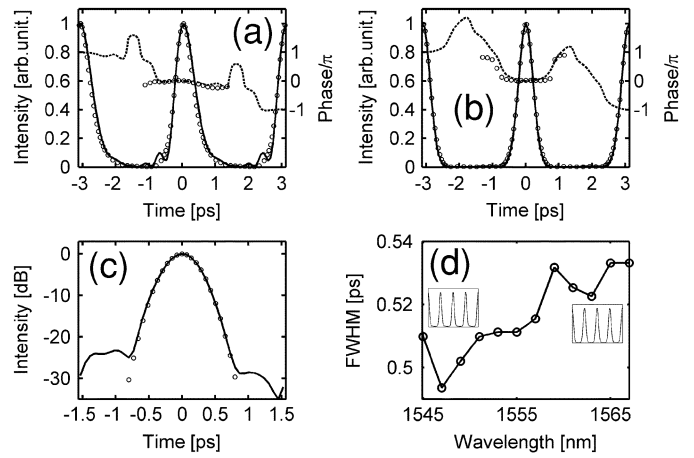 (a)
Intensity [arb.unit.]
1
0.8
0.6
0.4
0.2
0
-3 -2 -1 0 1 2 3
Time [ps]
1
0
-1
Phase/π
(b)
Intensity [arb.unit.]
1
0.8
0.6
0.4
0.2
0
-3 -2 -1 0 1 2 3
Time [ps]
1
0
-1
Phase/π
(c)
Intensity [dB]
0
-10
-20
-30
-1.5 -1 -0.5 0 0.5 1 1.5
Time [ps]
(d)
FWHM [ps]
0.54
0.52
0.5
1545 1555 1565
Wavelength [nm]